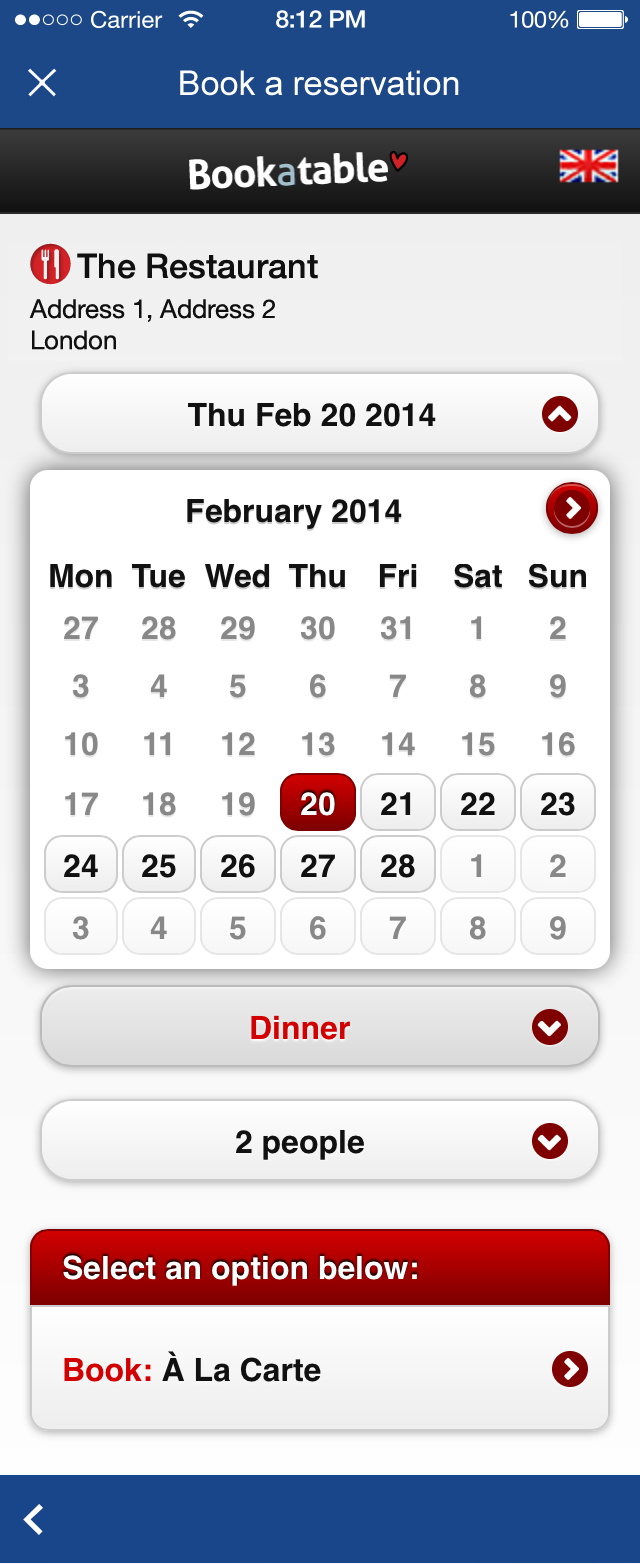 Carrier 8:12 PM 100%
Book a reservation
Bookatable
The Restaurant
Address 1, Address 2
London
Thu Feb 20 2014
February 2014
Mon Tue Wed Thu Fri Sat Sun
27 28 29 30 31 1 2
3 4 5 6 7 8 9
10 11 12 13 14 15 16
17 18 19 20 21 22 23
24 25 26 27 28 1 2
3 4 5 6 7 8 9
Dinner
2 people
Select an option below:
Book: À La Carte